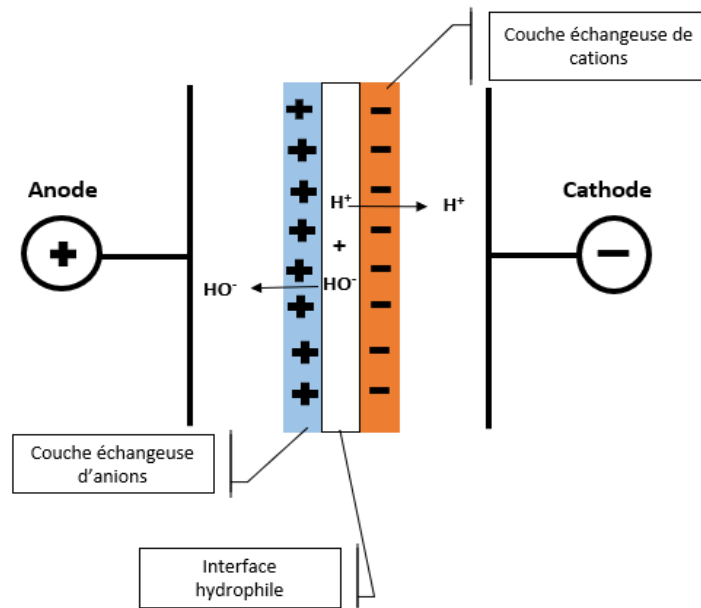 Couche échangeuse de
cations
Anode
Cathode
H⁺
H⁺
+
HO⁻
HO⁻
Couche échangeuse
d'anions
Interface
hydrophile